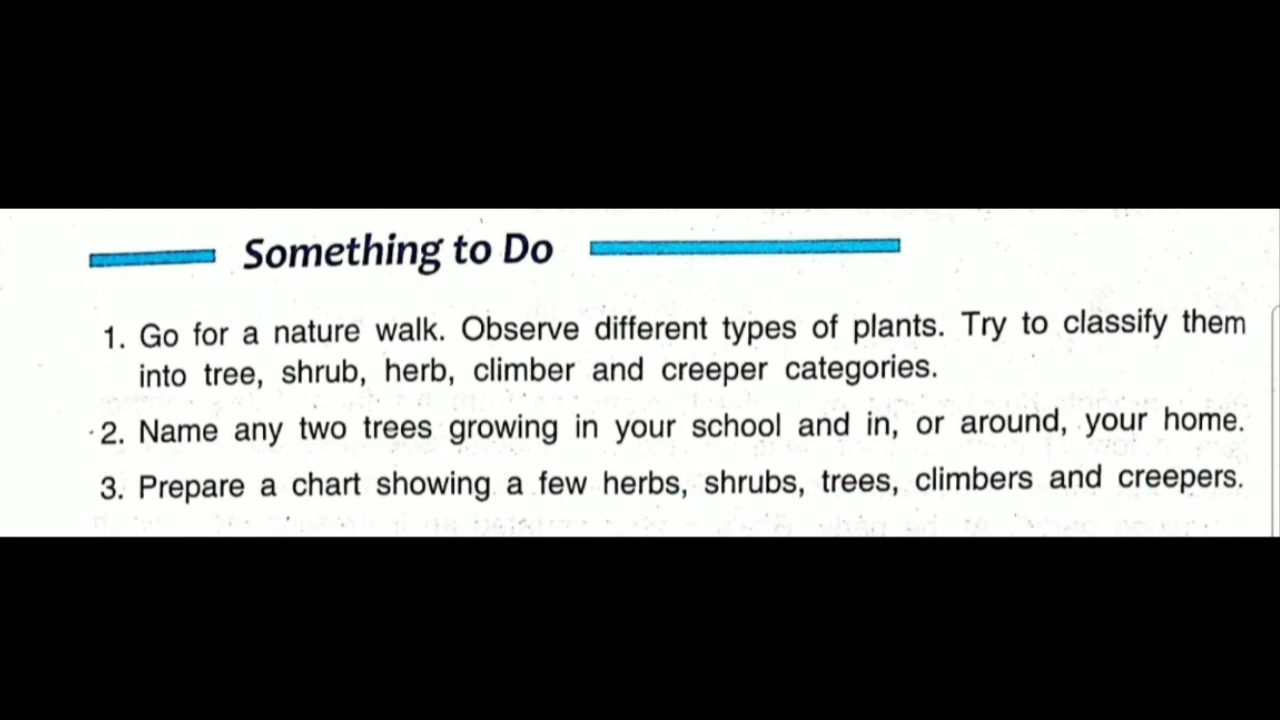 Something to Do
1. Go for a nature walk. Observe different types of plants. Try to classify them
into tree, shrub, herb, climber and creeper categories.
2. Name any two trees growing in your school and in, or around, your home.
3. Prepare a chart showing a few herbs, shrubs, trees, climbers and creepers.